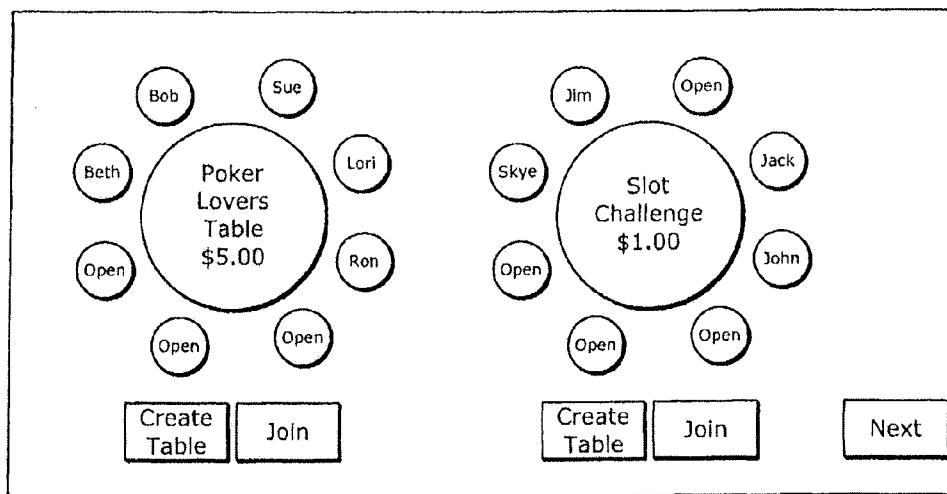 Bob
Sue
Beth
Lori
Poker
Lovers
Table
$5.00
Open
Ron
Open
Open
Create
Table
Join
Jim
Open
Skye
Jack
Slot
Challenge
$1.00
Open
John
Open
Open
Create
Table
Join
Next